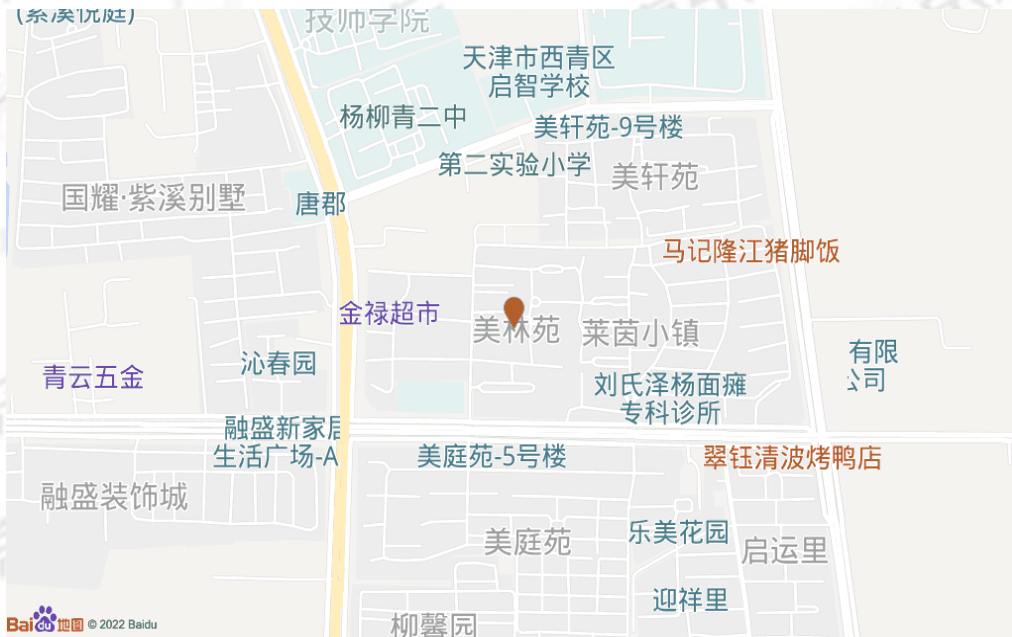 (紫溪悦庭)
技师学院
天津市西青区
启智学校
杨柳青二中
美轩苑-9号楼
第二实验小学
美轩苑
国耀·紫溪别墅
唐郡
马记隆江猪脚饭
金禄超市
美林苑
莱茵小镇
有限
公司
沁春园
青云五金
刘氏泽杨面瘫
专科诊所
融盛新家居
生活广场-A
美庭苑-5号楼
翠钰清波烤鸭店
融盛装饰城
乐美花园
美庭苑
启运里
迎祥里
柳馨园
Bai du 地图 © 2022 Baidu